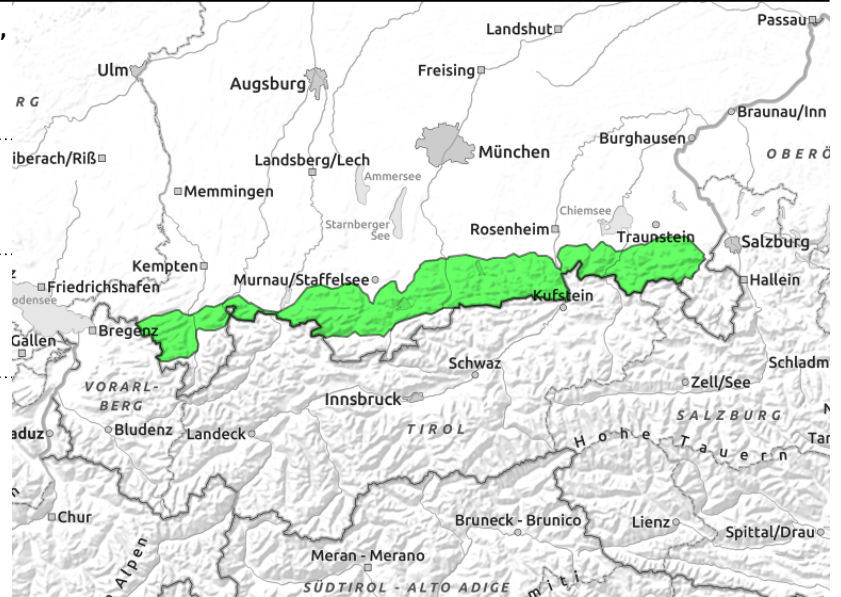 ,
Passau
Landshut
Ulm
Freising
Augsburg
RG
Braunau/Inn
Burghausen
iberach/Riß
Landsberg/Lech
München
OBERÖ
Ammersee
Memmingen
Chiemsee
Starnberger
See
Rosenheim
Traunstein
Salzburg
Kempten
z
Friedrichshafen
Murnau/Staffelsee
Hallein
odensee
Kufstein
Bregenz
Gallen
Schwaz
Schladm
VORARL-
BERG
Zell/See
Innsbruck
SALZBURG
N
aduz
Bludenz
Landeck
TIROL
Hohe Tauern
Tar
n
Chur
Bruneck - Brunico
Lienz
Spittal/Drau
Alpen
Meran - Merano
SÜDTIROL - ALTO ADIGE
miti